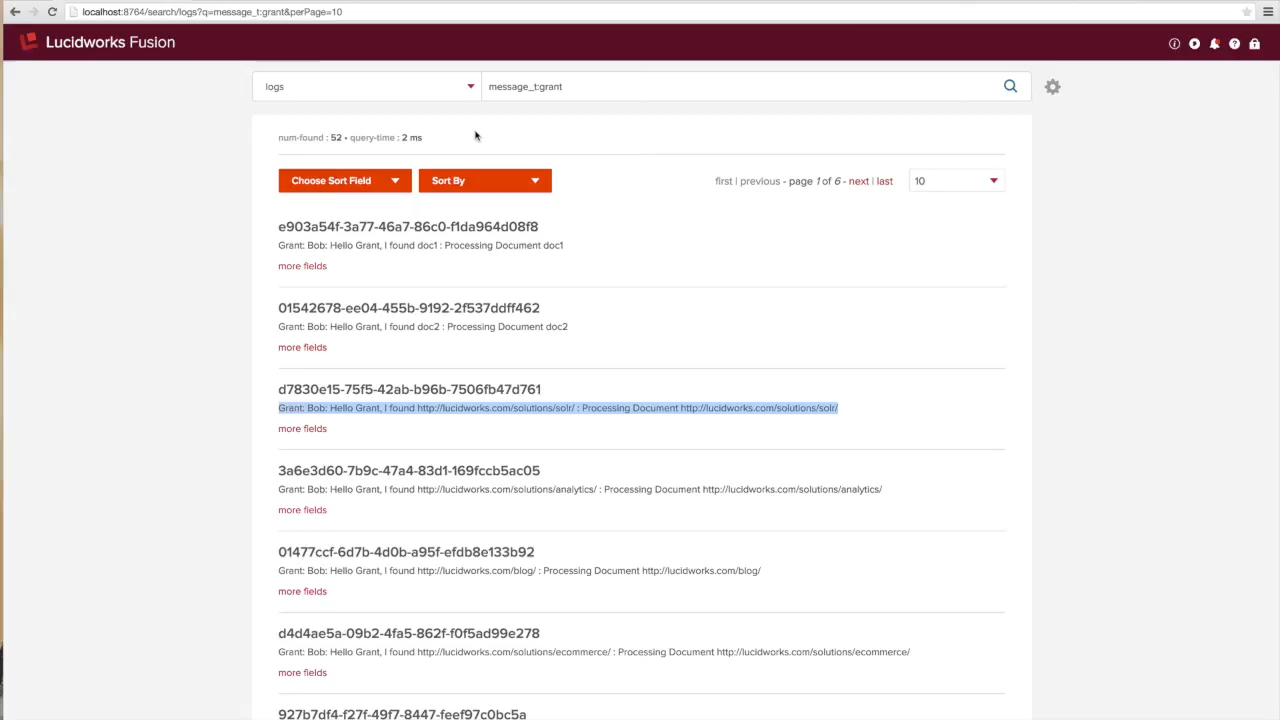 localhost:8764/search/logs?q=message_t:grant&perPage=10
Lucidworks Fusion
logs
message_t:grant
num-found : 52 • query-time : 2 ms
Choose Sort Field
Sort By
first | previous - page 1 of 6 - next | last
10
e903a54f-3a77-46a7-86c0-f1da964d08f8
Grant: Bob: Hello Grant, I found doc1 : Processing Document doc1
more fields
01542678-ee04-455b-9192-2f537ddff462
Grant: Bob: Hello Grant, I found doc2 : Processing Document doc2
more fields
d7830e15-75f5-42ab-b96b-7506fb47d761
Grant: Bob: Hello Grant, I found http://lucidworks.com/solutions/solr/ : Processing Document http://lucidworks.com/solutions/solr/
more fields
3a6e3d60-7b9c-47a4-83d1-169fccb5ac05
Grant: Bob: Hello Grant, I found http://lucidworks.com/solutions/analytics/ : Processing Document http://lucidworks.com/solutions/analytics/
more fields
01477ccf-6d7b-4d0b-a95f-efdb8e133b92
Grant: Bob: Hello Grant, I found http://lucidworks.com/blog/ : Processing Document http://lucidworks.com/blog/
more fields
d4d4ae5a-09b2-4fa5-862f-f0f5ad99e278
Grant: Bob: Hello Grant, I found http://lucidworks.com/solutions/ecommerce/ : Processing Document http://lucidworks.com/solutions/ecommerce/
more fields
927b7df4-f27f-49f7-8447-feef97c0bc5a